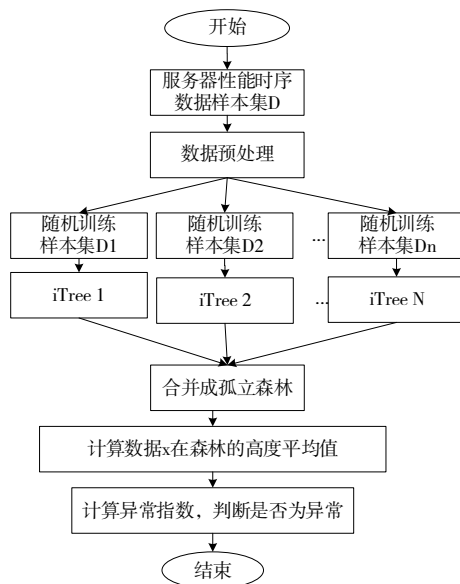 开始
服务器性能时序
数据样本集D
数据预处理
随机训练
样本集D1
随机训练
样本集D2
...
随机训练
样本集Dn
iTree 1
iTree 2
...
iTree N
合并成孤立森林
计算数据x在森林的高度平均值
计算异常指数，判断是否为异常
结束